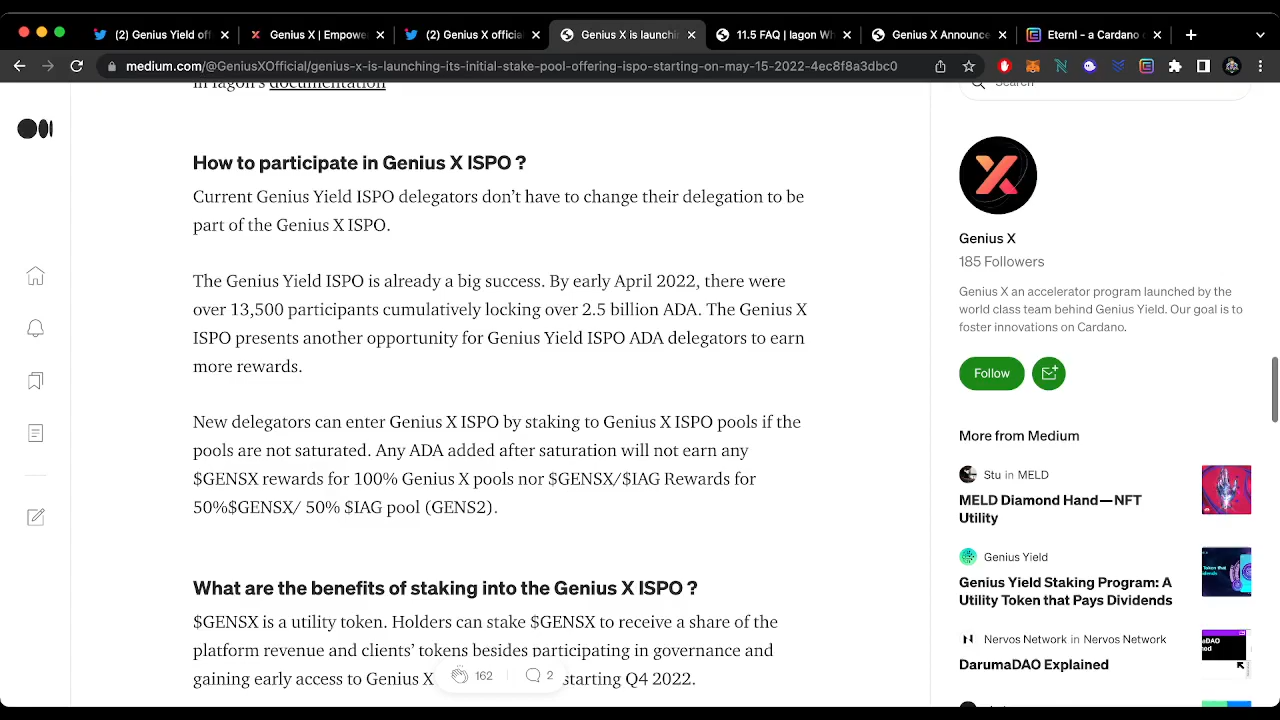 (2) Genius Yield off
Genius X | Empowe
(2) Genius X officia
Genius X is launchi
11.5 FAQ | Iagon Wh
Genius X Announce
Eternl - a Cardano
medium.com/@GeniusXOfficial/genius-x-is-launching-its-initial-stake-pool-offering-ispo-starting-on-may-15-2022-4ec8f8a3dbc0
in Iagon's documentation
Search
How to participate in Genius X ISPO ?
Current Genius Yield ISPO delegators don't have to change their delegation to be
part of the Genius X ISPO.
The Genius Yield ISPO is already a big success. By early April 2022, there were
over 13,500 participants cumulatively locking over 2.5 billion ADA. The Genius X
ISPO presents another opportunity for Genius Yield ISPO ADA delegators to earn
more rewards.
New delegators can enter Genius X ISPO by staking to Genius X ISPO pools if the
pools are not saturated. Any ADA added after saturation will not earn any
$GENSX rewards for 100% Genius X pools nor $GENSX/$IAG Rewards for
50%$GENSX/ 50% $IAG pool (GENS2).
What are the benefits of staking into the Genius X ISPO ?
$GENSX is a utility token. Holders can stake $GENSX to receive a share of the
platform revenue and clients' tokens besides participating in governance and
gaining early access to Genius X starting Q4 2022.
162
2
Genius X
185 Followers
Genius X an accelerator program launched by the
world class team behind Genius Yield. Our goal is to
foster innovations on Cardano.
Follow
More from Medium
Stu in MELD
MELD Diamond Hand—NFT
Utility
Genius Yield
Genius Yield Staking Program: A
Utility Token that Pays Dividends
Nervos Network in Nervos Network
DarumaDAO Explained